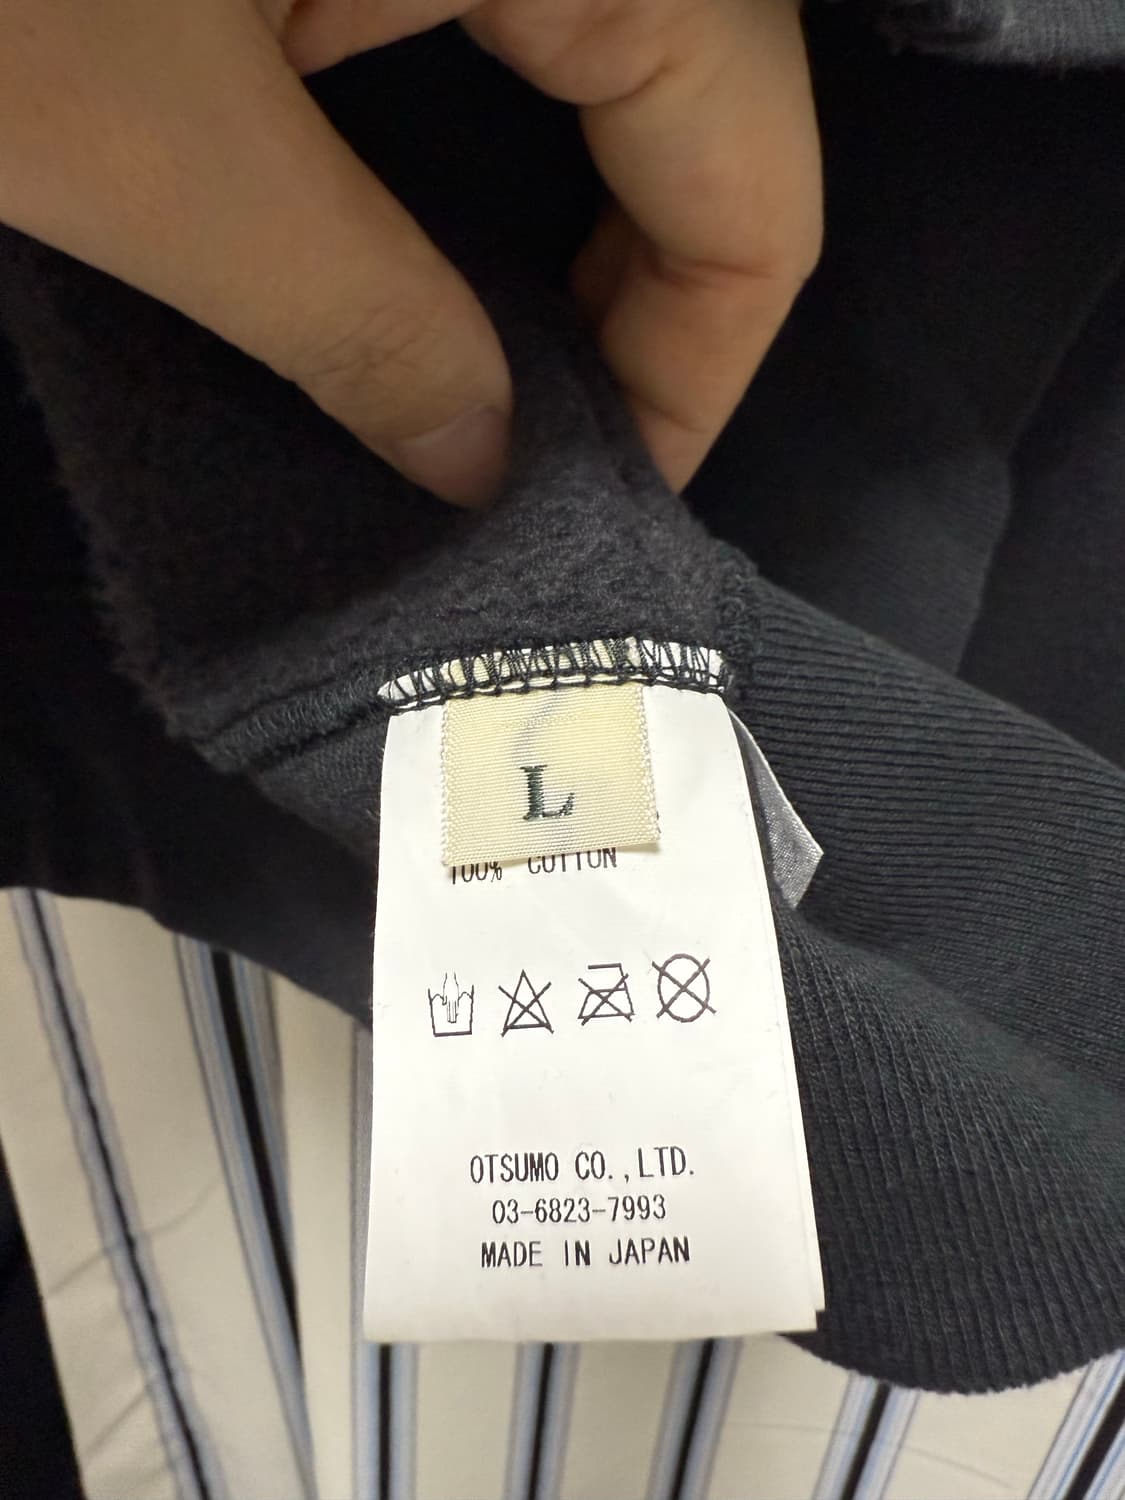 L
100% COTTON
OTSUMO CO.,LTD.
03-6823-7993
MADE IN JAPAN